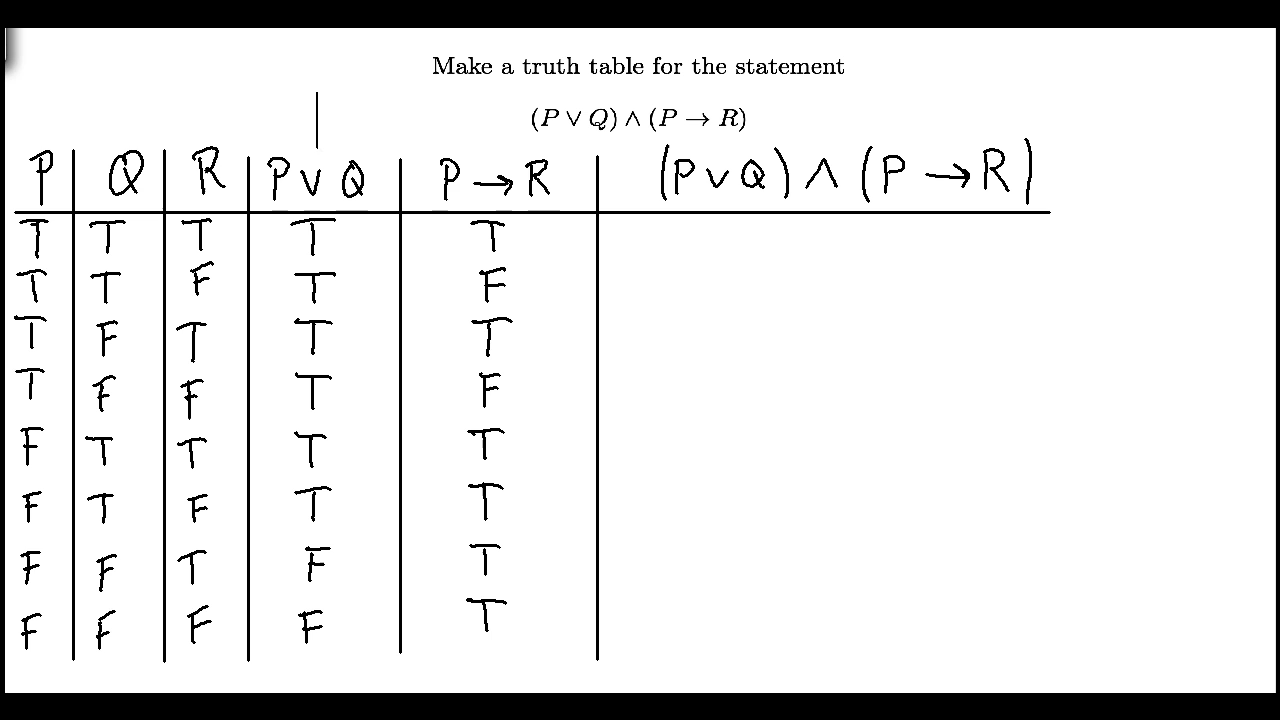 Make a truth table for the statement
(P ∨ Q) ∧ (P → R)
P Q R P ∨ Q P → R (P ∨ Q) ∧ (P → R)
T T T T T
T T F T F
T F T T T
T F F T F
F T T T T
F T F T T
F F T F T
F F F F T